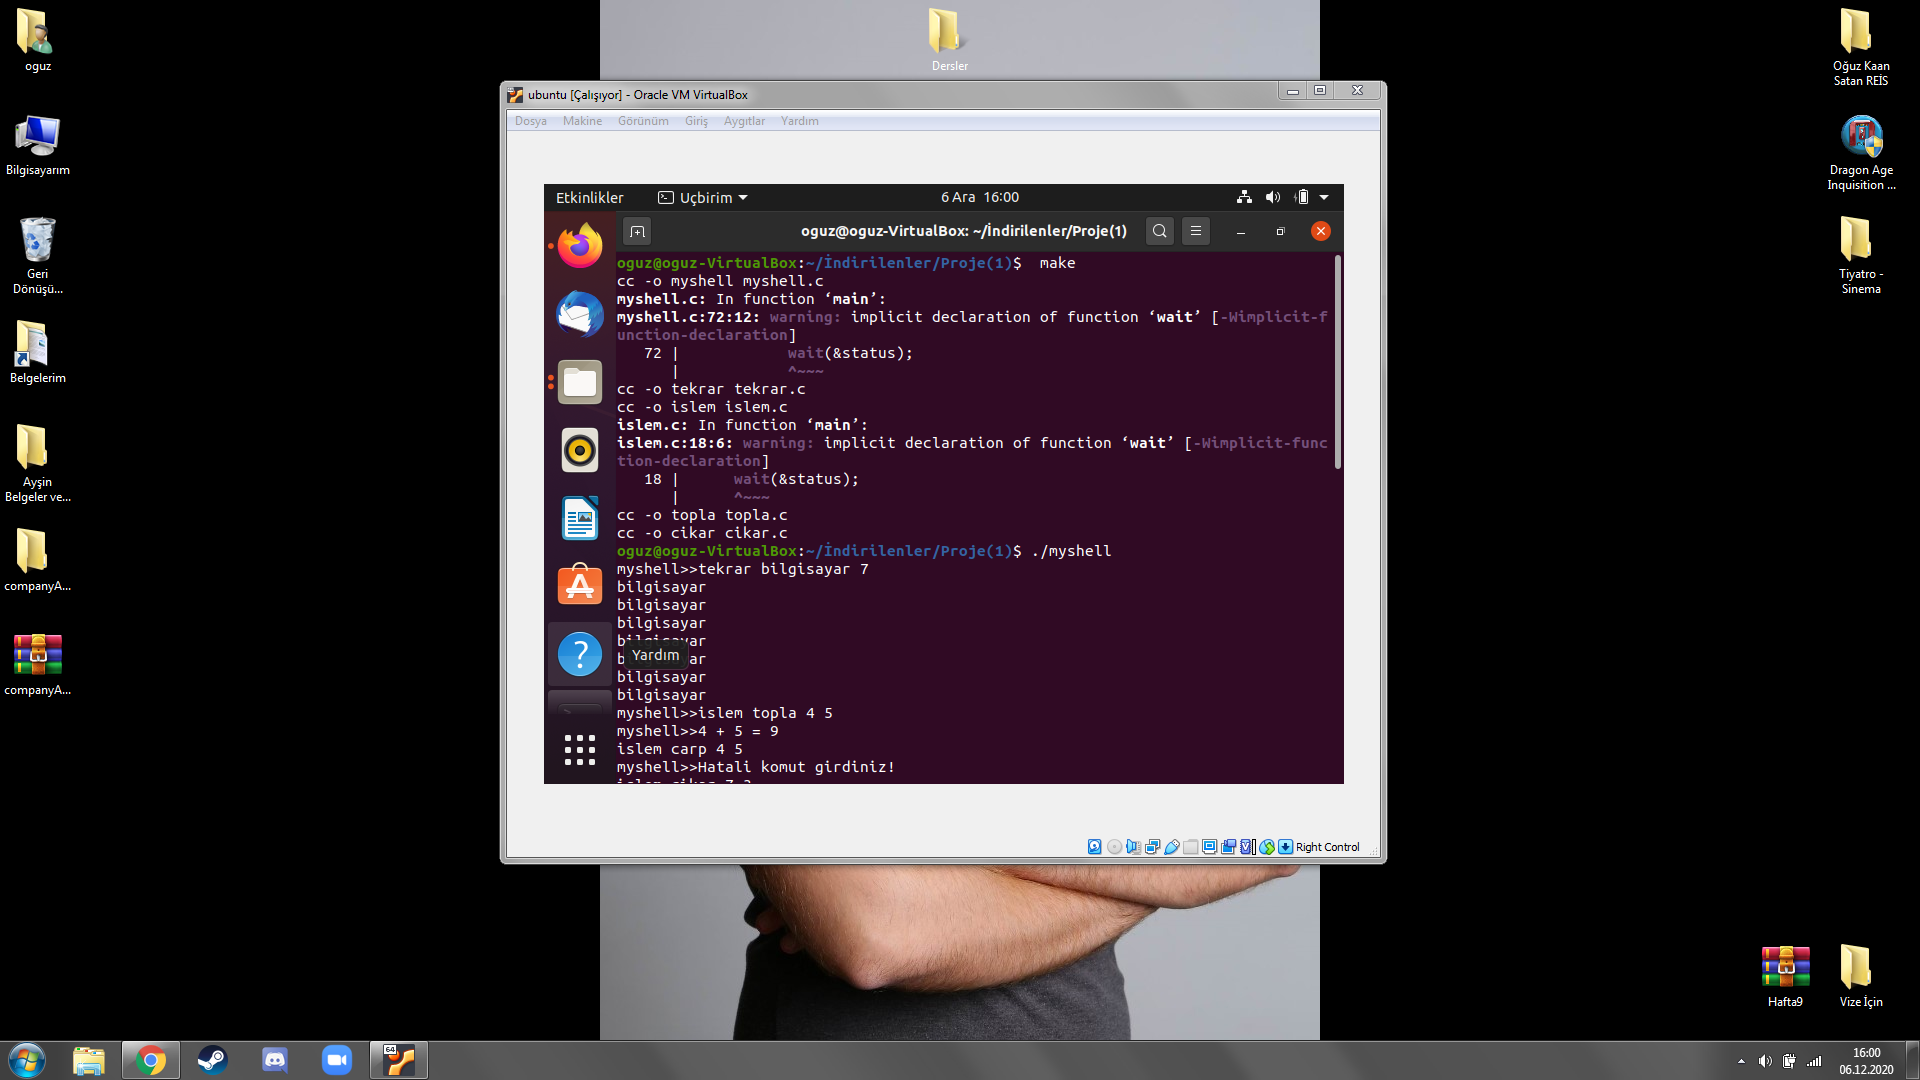 oguz
Bilgisayarım
Geri
Dönüşü...
Belgelerim
Ayşin
Belgeler ve...
companyA...
companyA...
Dersler
Oğuz Kaan
Satan REİS
Dragon Age
Inquisition ...
Tiyatro -
Sinema
Hafta9
Vize İçin
ubuntu [Çalışıyor] - Oracle VM VirtualBox
Dosya Makine Görünüm Giriş Aygıtlar Yardım
Etkinlikler Uçbirim 6 Ara 16:00
oguz@oguz-VirtualBox: ~/İndirilenler/Proje(1)
oguz@oguz-VirtualBox:~/İndirilenler/Proje(1)$ make
cc -o myshell myshell.c
myshell.c: In function ‘main’:
myshell.c:72:12: warning: implicit declaration of function ‘wait’ [-Wimplicit-f
unction-declaration]
72 | wait(&status);
| ^~~~
cc -o tekrar tekrar.c
cc -o islem islem.c
islem.c: In function ‘main’:
islem.c:18:6: warning: implicit declaration of function ‘wait’ [-Wimplicit-func
tion-declaration]
18 | wait(&status);
| ^~~~
cc -o topla topla.c
cc -o cikar cikar.c
oguz@oguz-VirtualBox:~/İndirilenler/Proje(1)$ ./myshell
myshell>>tekrar bilgisayar 7
bilgisayar
bilgisayar
bilgisayar
bilgisayar
Yardım
bilgisayar
bilgisayar
myshell>>islem topla 4 5
myshell>>4 + 5 = 9
islem carp 4 5
myshell>>Hatali komut girdiniz!
Right Control
64
16:00
06.12.2020